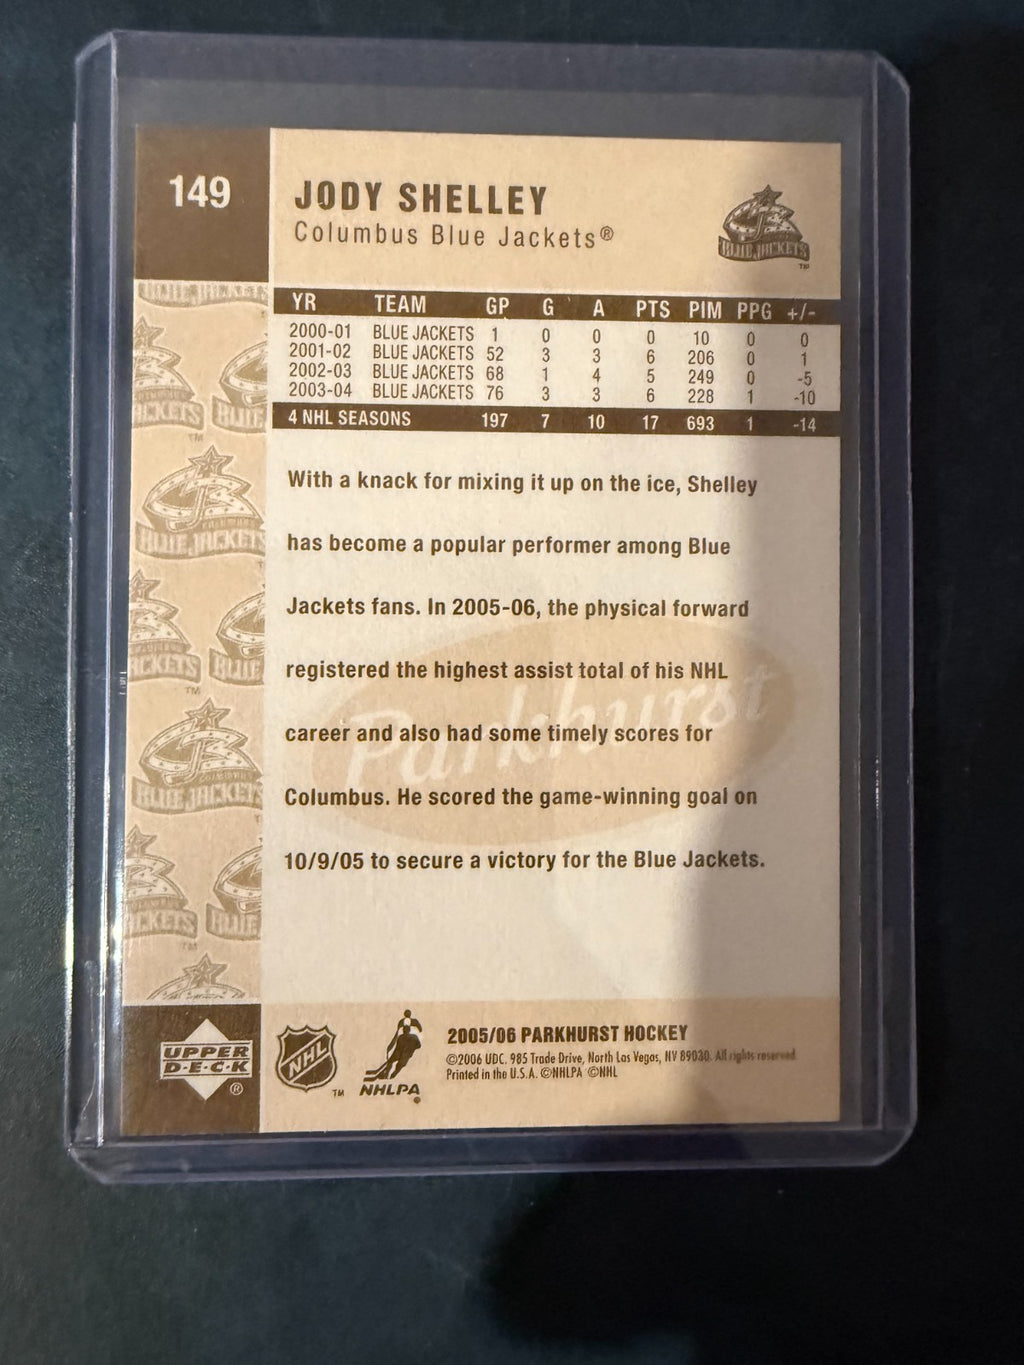 149
JODY SHELLEY
Columbus Blue Jackets®
BLUE JACKETS
TM
YR TEAM GP G A PTS PIM PPG +/-
2000-01 BLUE JACKETS 1 0 0 0 10 0 0
2001-02 BLUE JACKETS 52 3 3 6 206 0 1
2002-03 BLUE JACKETS 68 1 4 5 249 0 -5
2003-04 BLUE JACKETS 76 3 3 6 228 1 -10
4 NHL SEASONS 197 7 10 17 693 1 -14
With a knack for mixing it up on the ice, Shelley
has become a popular performer among Blue
Jackets fans. In 2005-06, the physical forward
registered the highest assist total of his NHL
career and also had some timely scores for
Columbus. He scored the game-winning goal on
10/9/05 to secure a victory for the Blue Jackets.
Parkhurst
UPPER
D·E·C·K
®
NHL
TM
NHLPA
2005/06 PARKHURST HOCKEY
©2006 UDC. 985 Trade Drive, North Las Vegas, NV 89030. All rights reserved.
Printed in the U.S.A. ©NHLPA ©NHL